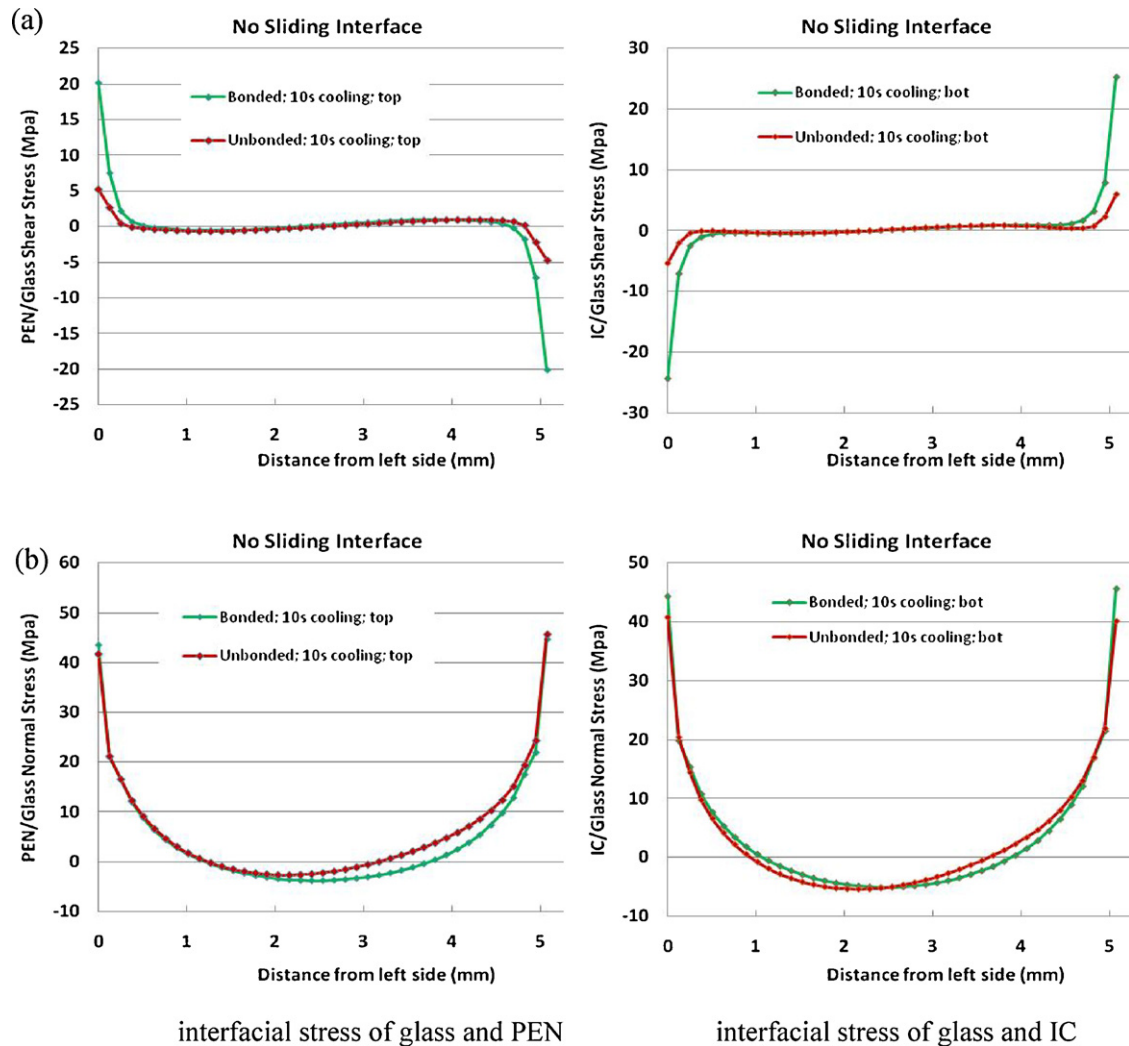 (a)
No Sliding Interface
25
20
15
10
5
0
-5
-10
-15
-20
-25
PEN/Glass Shear Stress (Mpa)
Bonded; 10s cooling; top
Unbonded; 10s cooling; top
0 1 2 3 4 5
Distance from left side (mm)
No Sliding Interface
30
20
10
0
-10
-20
-30
IC/Glass Shear Stress (Mpa)
Bonded; 10s cooling; bot
Unbonded; 10s cooling; bot
0 1 2 3 4 5
Distance from left side (mm)
(b)
No Sliding Interface
60
50
40
30
20
10
0
-10
PEN/Glass Normal Stress (Mpa)
Bonded; 10s cooling; top
Unbonded; 10s cooling; top
0 1 2 3 4 5
Distance from left side (mm)
No Sliding Interface
50
40
30
20
10
0
-10
IC/Glass Normal Stress (Mpa)
Bonded; 10s cooling; bot
Unbonded; 10s cooling; bot
0 1 2 3 4 5
Distance from left side (mm)
interfacial stress of glass and PEN
interfacial stress of glass and IC